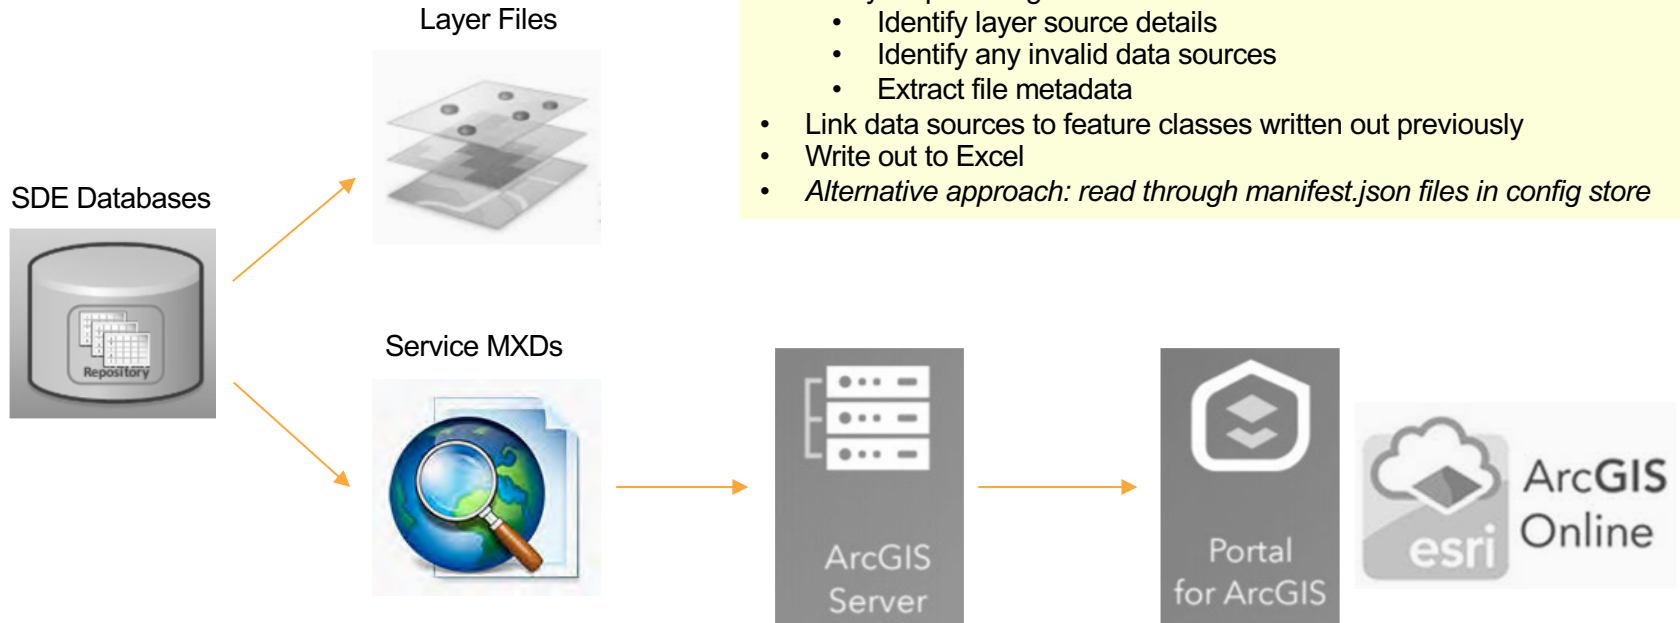 Layer Files
• Identify layer source details
• Identify any invalid data sources
• Extract file metadata
• Link data sources to feature classes written out previously
• Write out to Excel
• Alternative approach: read through manifest.json files in config store
SDE Databases
Repository
Service MXDs
ArcGIS
Server
Portal
for ArcGIS
esri
ArcGIS
Online